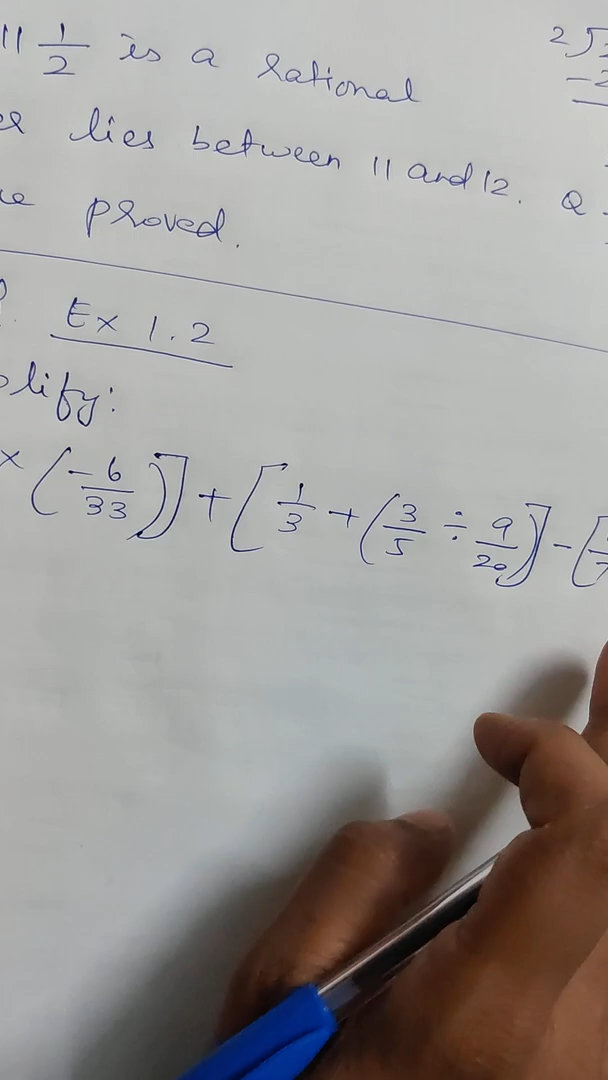 11 1/2 is a rational
lies between 11 and 12.
proved.
Ex 1.2
× (-6/33)] + [1/3 + (3/5 ÷ 9/20)] - [